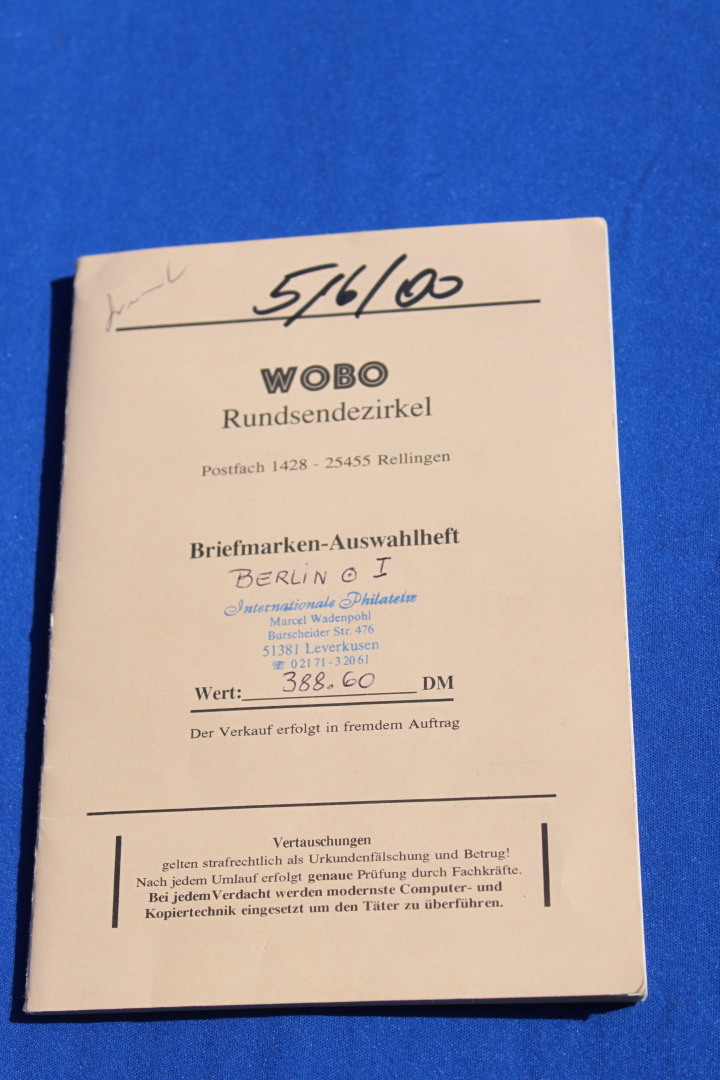 5/6/00
WOBO
Rundsendezirkel
Postfach 1428 - 25455 Rellingen
Briefmarken-Auswahlheft
BERLIN ⊙ I
Internationale Philatelie
Marcel Wadenpohl
Burscheider Str. 476
51381 Leverkusen
☎ 02171-32061
Wert: 388.60 DM
Der Verkauf erfolgt in fremdem Auftrag
Vertauschungen
gelten strafrechtlich als Urkundenfälschung und Betrug!
Nach jedem Umlauf erfolgt genaue Prüfung durch Fachkräfte.
Bei jedem Verdacht werden modernste Computer- und
Kopiertechnik eingesetzt um den Täter zu überführen.